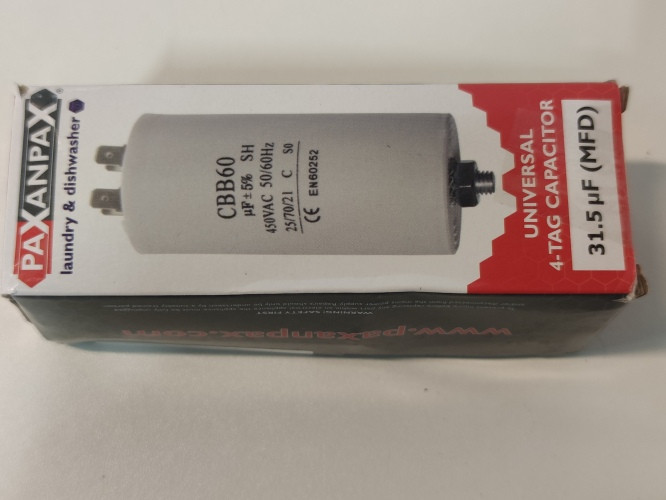 PAXANPAX
laundry & dishwasher
CBB60
µF±5% SH
450VAC 50/60Hz
25/70/21 C S0
CE EN60252
UNIVERSAL
4-TAG CAPACITOR
31.5 µF (MFD)
WARNING! SAFETY FIRST
www.paxanpax.com